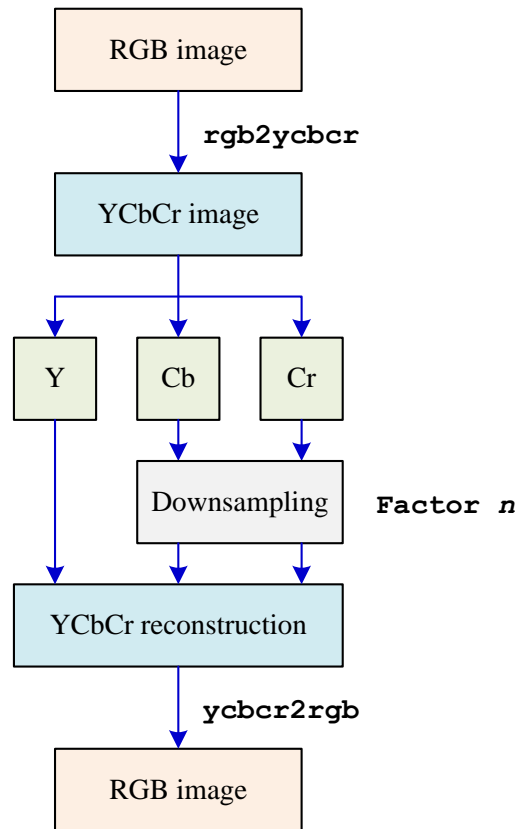 RGB image
rgb2ycbcr
YCbCr image
Y
Cb
Cr
Downsampling
Factor n
YCbCr reconstruction
ycbcr2rgb
RGB image